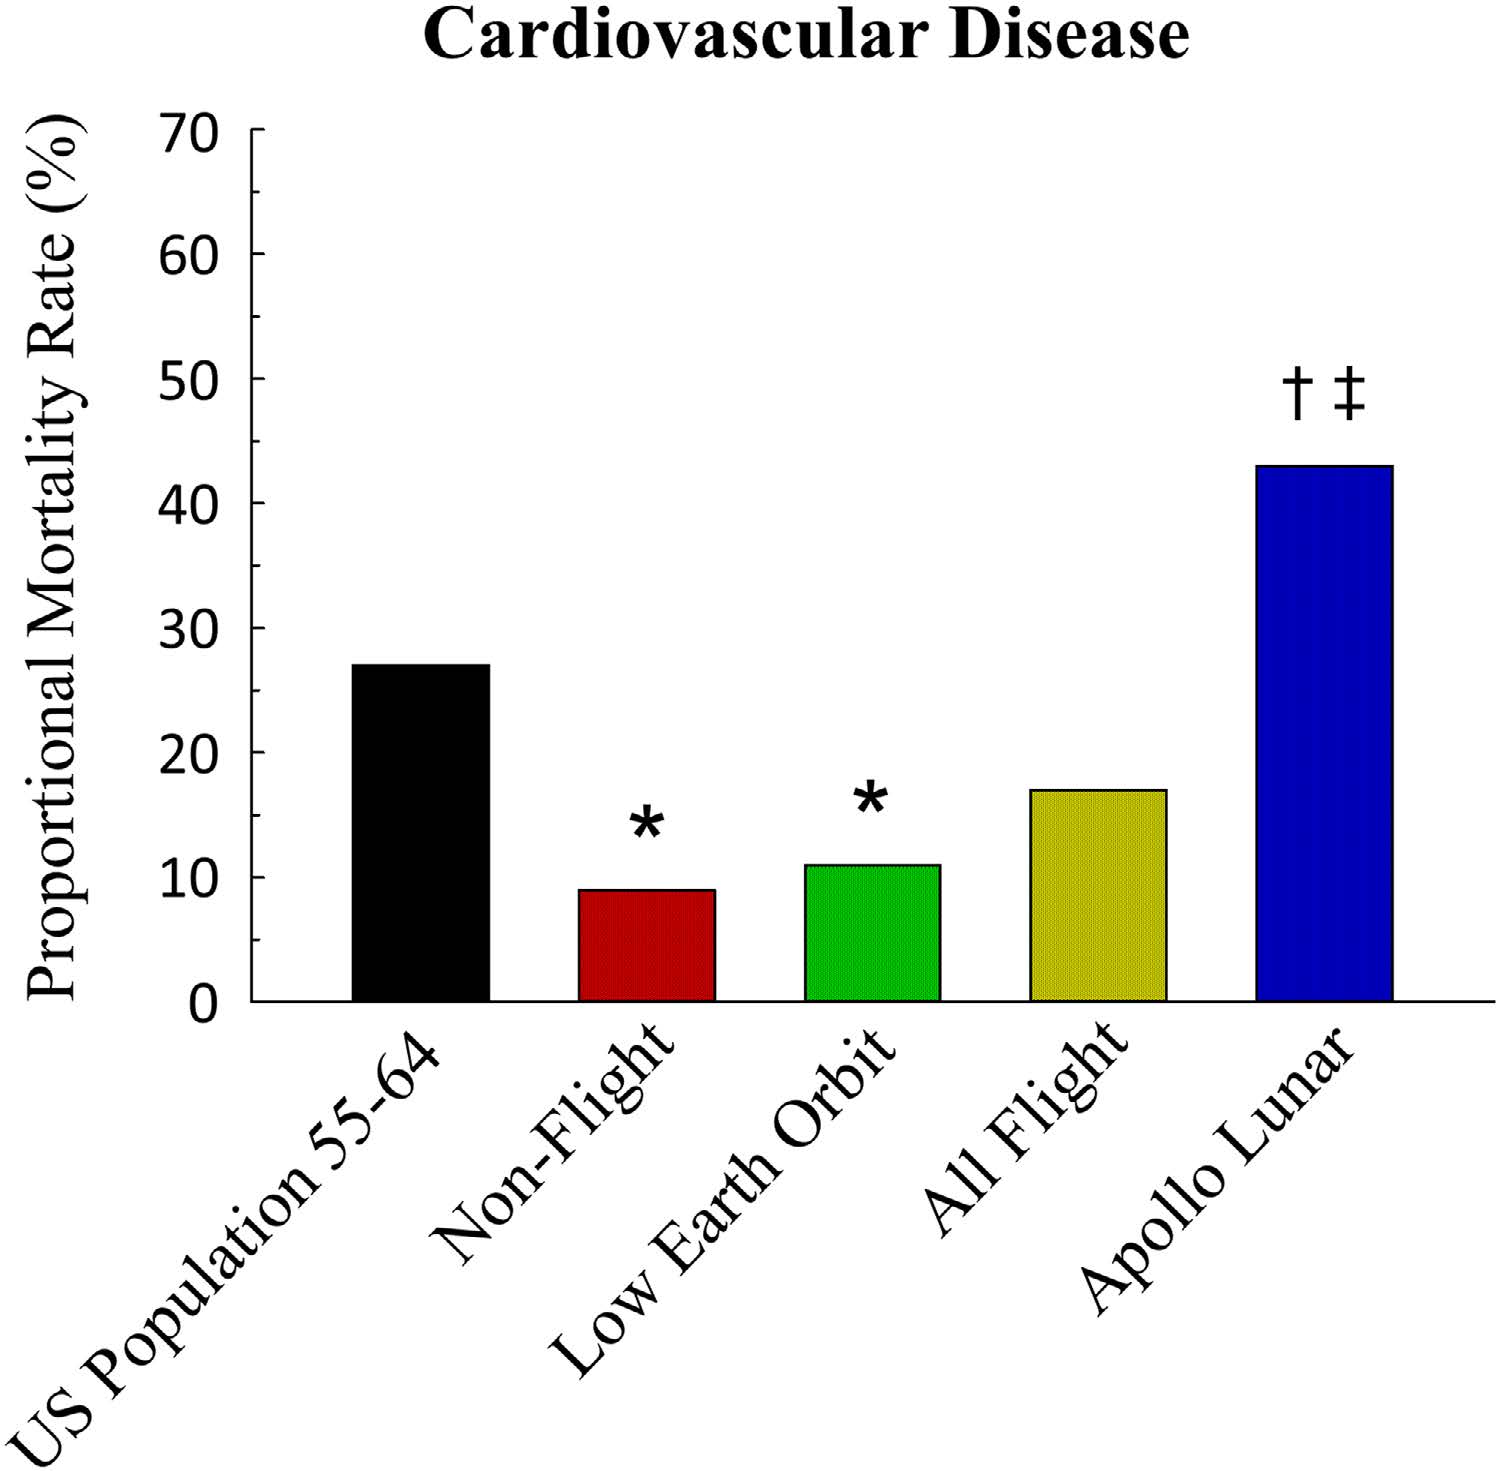 Cardiovascular Disease
Proportional Mortality Rate (%)
70
60
50
40
30
20
10
0
*
*
† ‡
US Population 55-64
Non-Flight
Low Earth Orbit
All Flight
Apollo Lunar